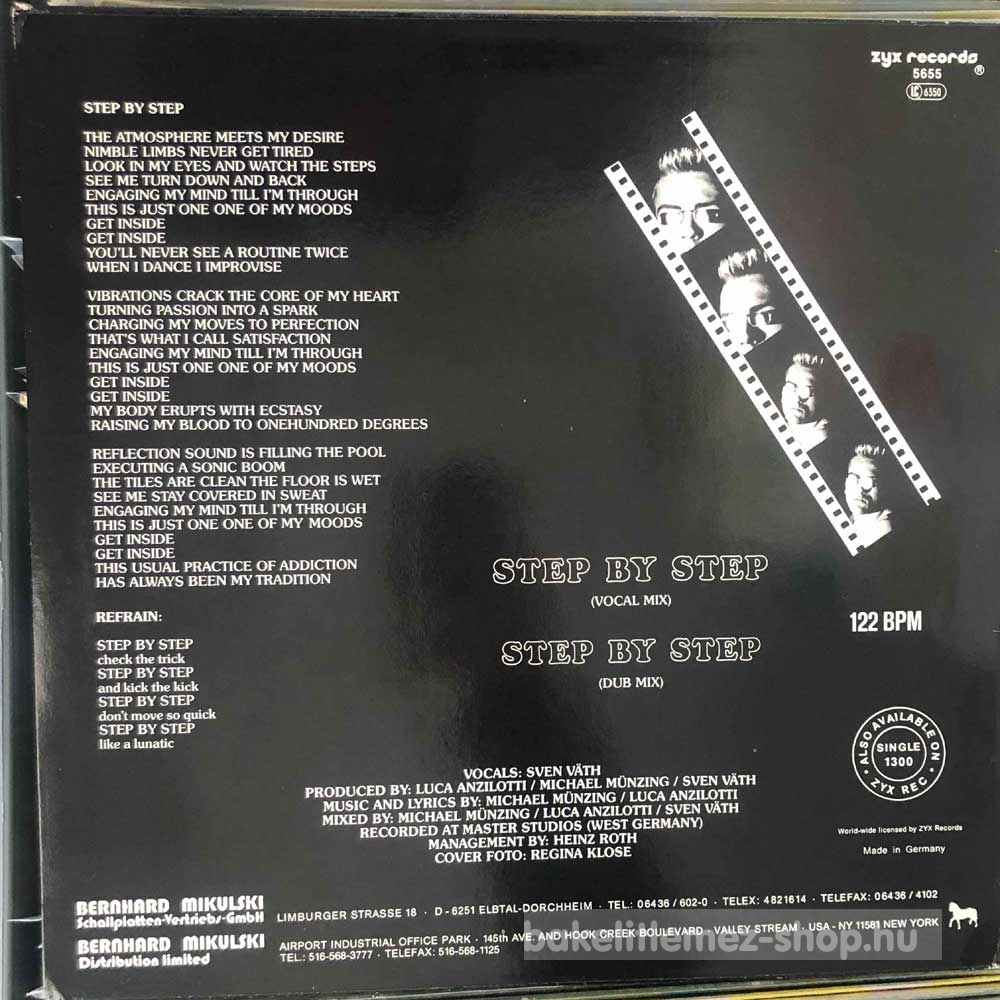 zyx records
®
5655
LC 6350
STEP BY STEP
THE ATMOSPHERE MEETS MY DESIRE
NIMBLE LIMBS NEVER GET TIRED
LOOK IN MY EYES AND WATCH THE STEPS
SEE ME TURN DOWN AND BACK
ENGAGING MY MIND TILL I'M THROUGH
THIS IS JUST ONE ONE OF MY MOODS
GET INSIDE
GET INSIDE
YOU'LL NEVER SEE A ROUTINE TWICE
WHEN I DANCE I IMPROVISE
VIBRATIONS CRACK THE CORE OF MY HEART
TURNING PASSION INTO A SPARK
CHARGING MY MOVES TO PERFECTION
THAT'S WHAT I CALL SATISFACTION
ENGAGING MY MIND TILL I'M THROUGH
THIS IS JUST ONE ONE OF MY MOODS
GET INSIDE
GET INSIDE
MY BODY ERUPTS WITH ECSTASY
RAISING MY BLOOD TO ONEHUNDRED DEGREES
REFLECTION SOUND IS FILLING THE POOL
EXECUTING A SONIC BOOM
THE TILES ARE CLEAN THE FLOOR IS WET
SEE ME STAY COVERED IN SWEAT
ENGAGING MY MIND TILL I'M THROUGH
THIS IS JUST ONE ONE OF MY MOODS
GET INSIDE
GET INSIDE
THIS USUAL PRACTICE OF ADDICTION
HAS ALWAYS BEEN MY TRADITION
REFRAIN:
STEP BY STEP
check the trick
STEP BY STEP
and kick the kick
STEP BY STEP
don't move so quick
STEP BY STEP
like a lunatic
STEP BY STEP
(VOCAL MIX)
STEP BY STEP
(DUB MIX)
122 BPM
ALSO AVAILABLE ON
SINGLE
1300
· ZYX REC ·
VOCALS: SVEN VÄTH
PRODUCED BY: LUCA ANZILOTTI / MICHAEL MÜNZING / SVEN VÄTH
MUSIC AND LYRICS BY: MICHAEL MÜNZING / LUCA ANZILOTTI
MIXED BY: MICHAEL MÜNZING / LUCA ANZILOTTI / SVEN VÄTH
RECORDED AT MASTER STUDIOS (WEST GERMANY)
MANAGEMENT BY: HEINZ ROTH
COVER FOTO: REGINA KLOSE
World-wide licensed by ZYX Records
Made in Germany
BERNHARD MIKULSKI
Schallplatten-Vertriebs-GmbH
LIMBURGER STRASSE 18 · D - 6251 ELBTAL-DORCHHEIM · TEL.: 06436 / 602-0 · TELEX: 4821614 · TELEFAX: 06436 / 4102
BERNHARD MIKULSKI
Distribution limited
AIRPORT INDUSTRIAL OFFICE PARK · 145th AVE. AND HOOK CREEK BOULEVARD · VALLEY STREAM · USA - NY 11581 NEW YORK
TEL.: 516-568-3777 · TELEFAX: 516-568-1125
bakelitlemez-shop.hu